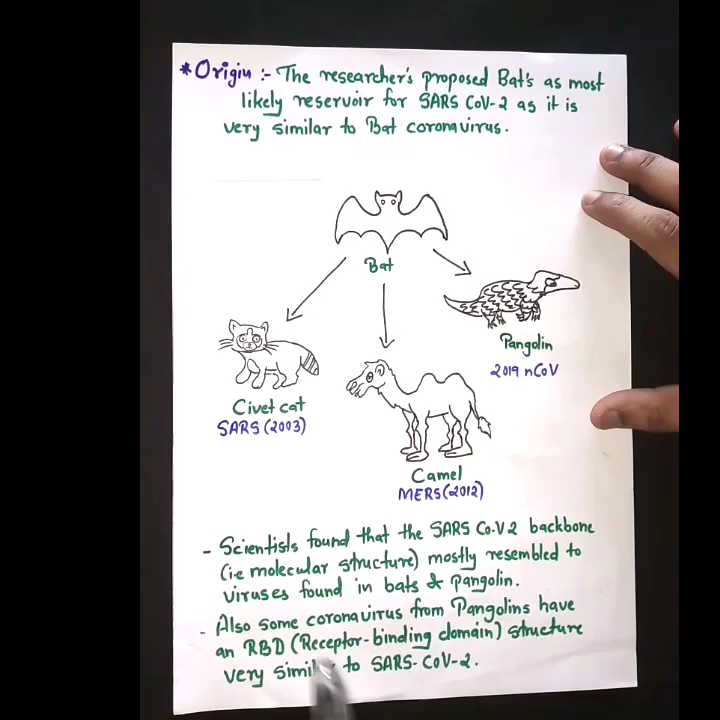 *Origin :- The researcher's proposed Bat's as most
likely reservoir for SARS CoV-2 as it is
very similar to Bat coronavirus.
Bat
Pangolin
2019 nCoV
Civet cat
SARS (2003)
Camel
MERS (2012)
- Scientists found that the SARS Co-V2 backbone
(i.e molecular structure) mostly resembled to
viruses found in bats & pangolin.
- Also some coronavirus from Pangolins have
an RBD (Receptor-binding domain) structure
very similar to SARS-CoV-2.